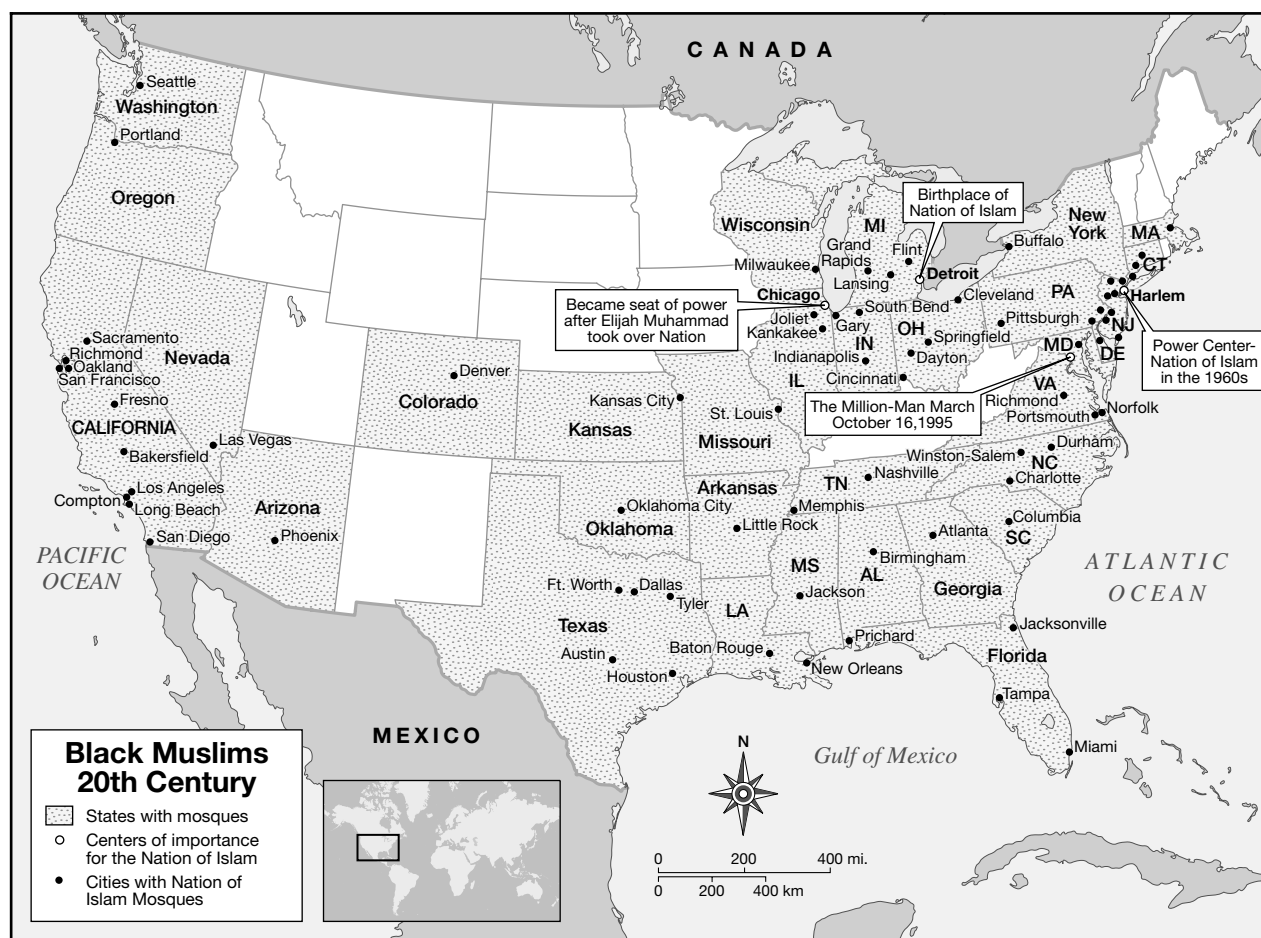 CANADA
Seattle
Washington
Portland
Oregon
Birthplace of
Nation of Islam
Wisconsin
MI
New
York
MA
Buffalo
Grand
Rapids
Flint
Milwaukee
Lansing
Detroit
CT
Became seat of power
after Elijah Muhammad
took over Nation
Chicago
South Bend
Cleveland
PA
Harlem
Joliet
Kankakee
Gary
OH
Pittsburgh
NJ
Sacramento
Richmond
Oakland
San Francisco
Nevada
IN
Springfield
MD
DE
Power Center-
Nation of Islam
in the 1960s
Indianapolis
Dayton
Denver
IL
Cincinnati
VA
Fresno
Colorado
Kansas City
St. Louis
The Million-Man March
October 16,1995
Richmond
Portsmouth
Norfolk
CALIFORNIA
Las Vegas
Kansas
Missouri
Bakersfield
Winston-Salem
Durham
NC
Nashville
TN
Charlotte
Compton
Los Angeles
Long Beach
Arizona
Arkansas
Oklahoma City
Oklahoma
Memphis
Little Rock
Columbia
SC
Atlanta
San Diego
Phoenix
PACIFIC
OCEAN
ATLANTIC
OCEAN
Birmingham
MS
AL
Georgia
Ft. Worth
Dallas
Tyler
Jackson
LA
Texas
Jacksonville
Prichard
Baton Rouge
Austin
Florida
New Orleans
Houston
Tampa
MEXICO
Gulf of Mexico
Miami
N
Black Muslims
20th Century
States with mosques
Centers of importance
for the Nation of Islam
Cities with Nation of
Islam Mosques
0 200 400 mi.
0 200 400 km